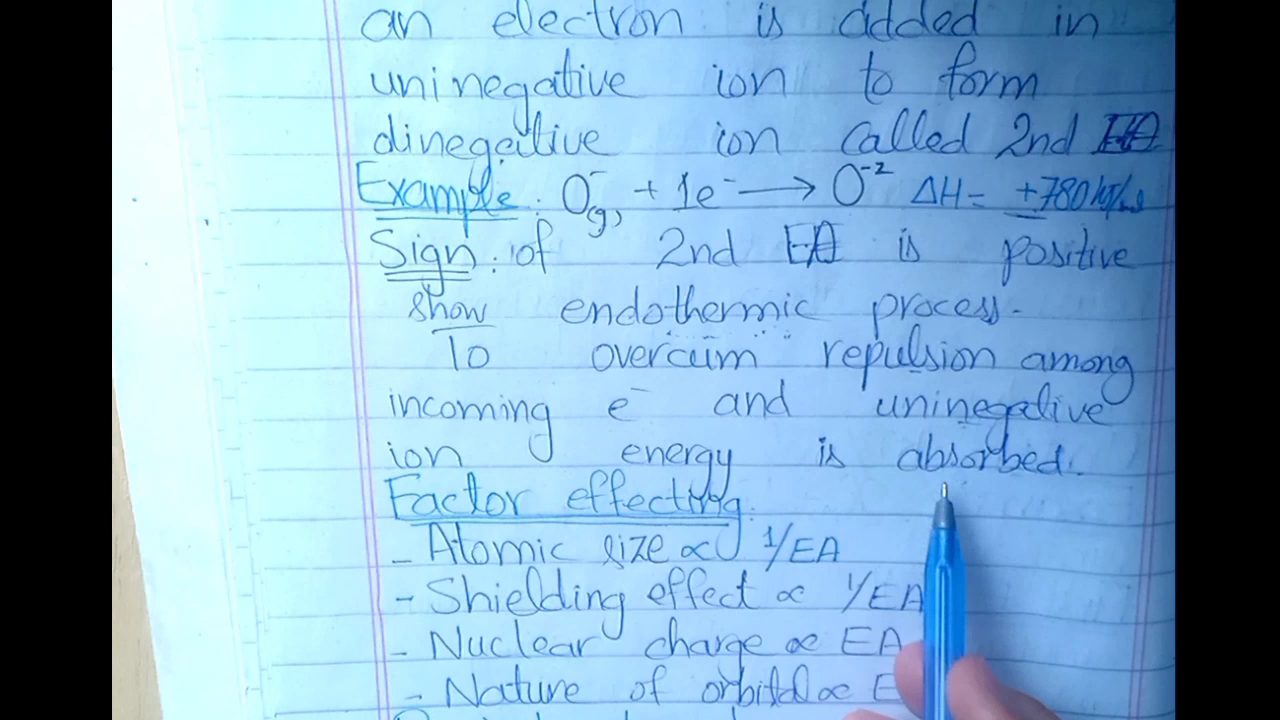 an electron is added in
uninegative ion to form
dinegative ion called 2nd EA
Example: O⁻(g) + 1e⁻ → O⁻² ΔH= +780 kJ/
Sign: of 2nd EA is positive
show endothermic process.
To overcum repulsion among
incoming e⁻ and uninegative
ion energy is absorbed.
Factor effecting
- Atomic size ∝ 1/EA
- Shielding effect ∝ 1/EA
- Nuclear charge ∝ EA
- Nature of orbital ∝ E